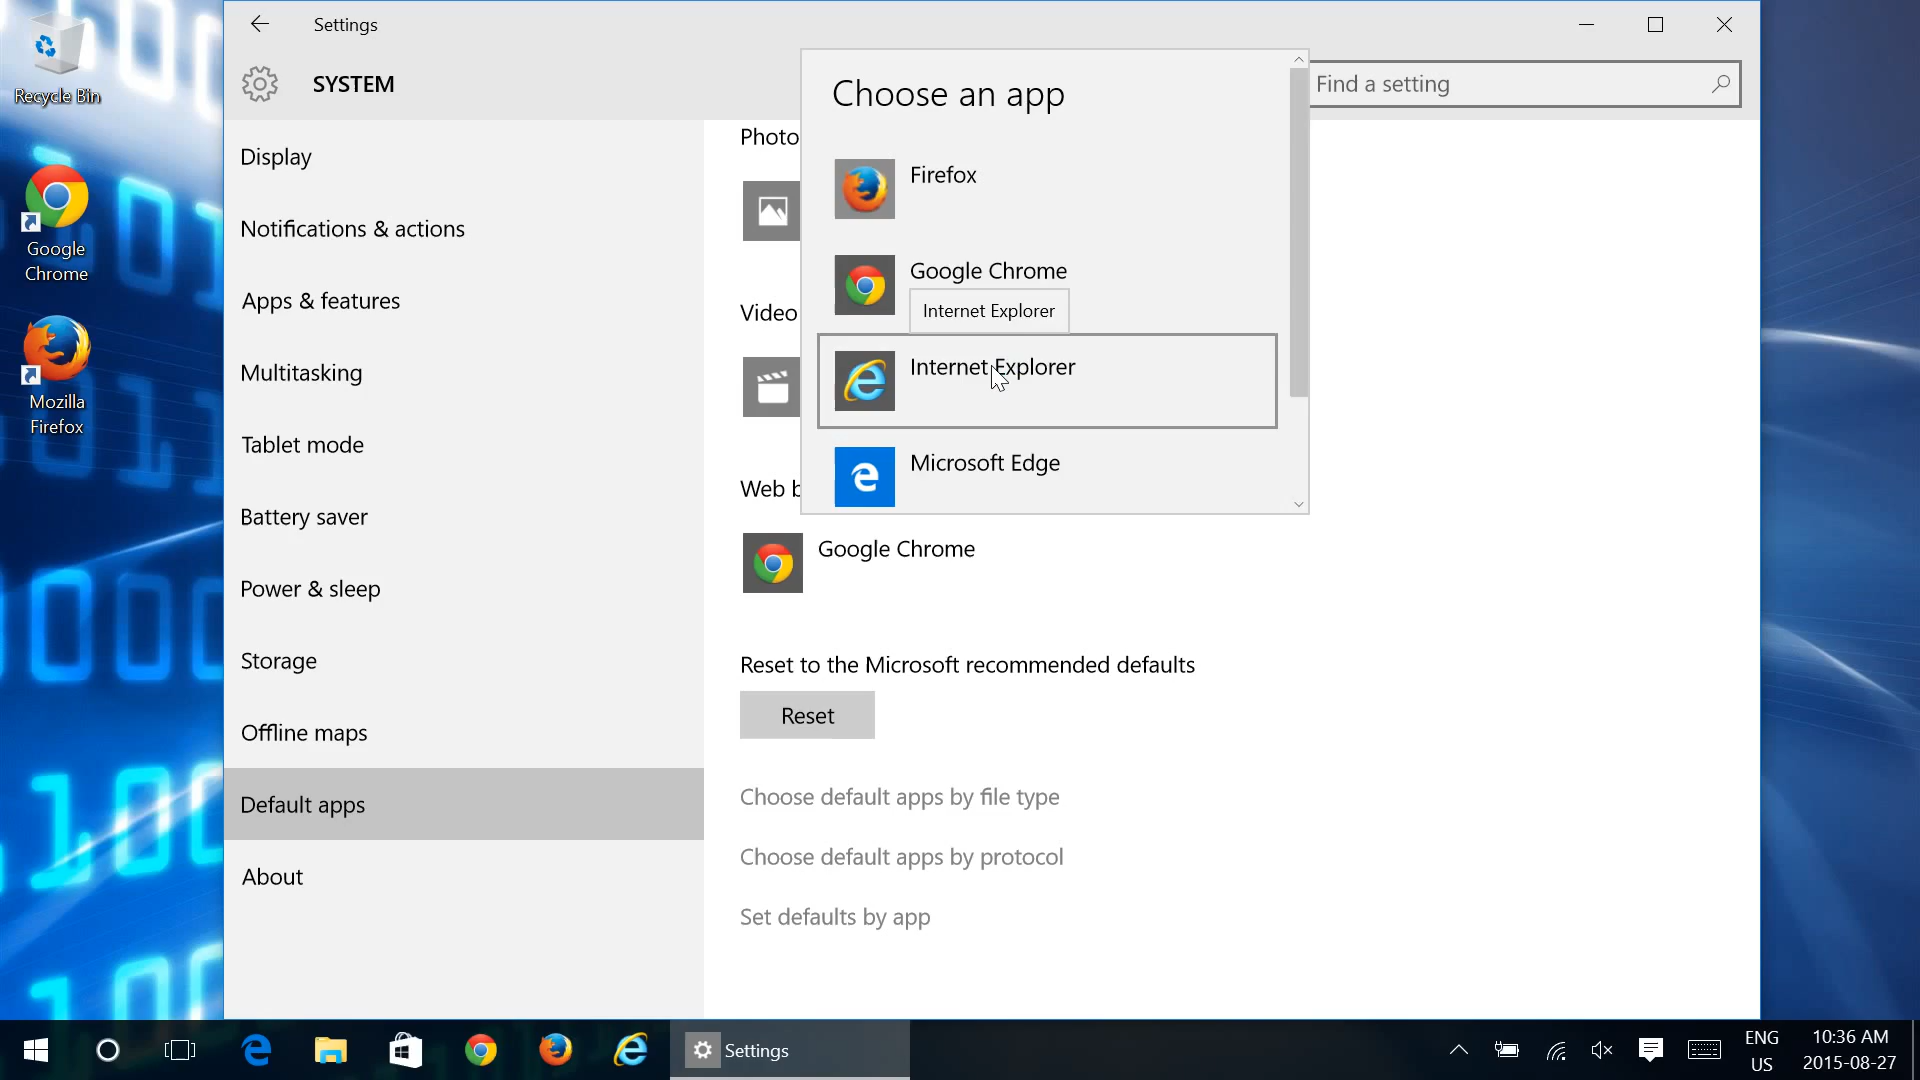 Settings
SYSTEM
Find a setting
Recycle Bin
Google
Chrome
Mozilla
Firefox
Display
Notifications & actions
Apps & features
Multitasking
Tablet mode
Battery saver
Power & sleep
Storage
Offline maps
Default apps
About
Photo
Video
Web b
Google Chrome
Choose an app
Firefox
Google Chrome
Internet Explorer
Internet Explorer
Microsoft Edge
Reset to the Microsoft recommended defaults
Reset
Choose default apps by file type
Choose default apps by protocol
Set defaults by app
Settings
ENG
US
10:36 AM
2015-08-27